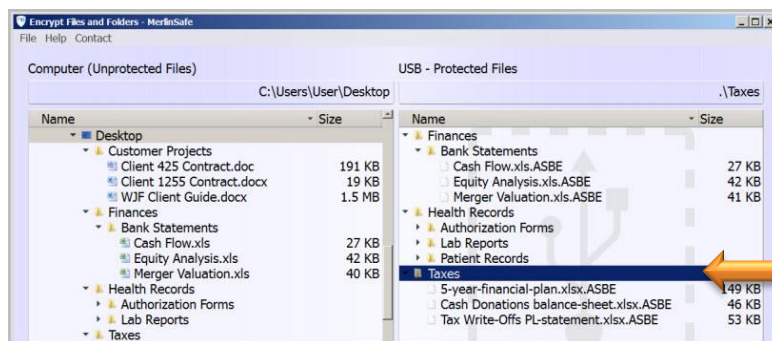 Encrypt Files and Folders - MerlinSafe
File Help Contact
Computer (Unprotected Files)
C:\Users\User\Desktop
Name Size
Desktop
Customer Projects
Client 425 Contract.doc 191 KB
Client 1255 Contract.docx 19 KB
WJF Client Guide.docx 1.5 MB
Finances
Bank Statements
Cash Flow.xls 27 KB
Equity Analysis.xls 42 KB
Merger Valuation.xls 40 KB
Health Records
Authorization Forms
Lab Reports
Taxes
USB - Protected Files
.\Taxes
Name Size
Finances
Bank Statements
Cash Flow.xls.ASBE 27 KB
Equity Analysis.xls.ASBE 42 KB
Merger Valuation.xls.ASBE 41 KB
Health Records
Authorization Forms
Lab Reports
Patient Records
Taxes
5-year-financial-plan.xlsx.ASBE 149 KB
Cash Donations balance-sheet.xlsx.ASBE 46 KB
Tax Write-Offs PL-statement.xlsx.ASBE 53 KB